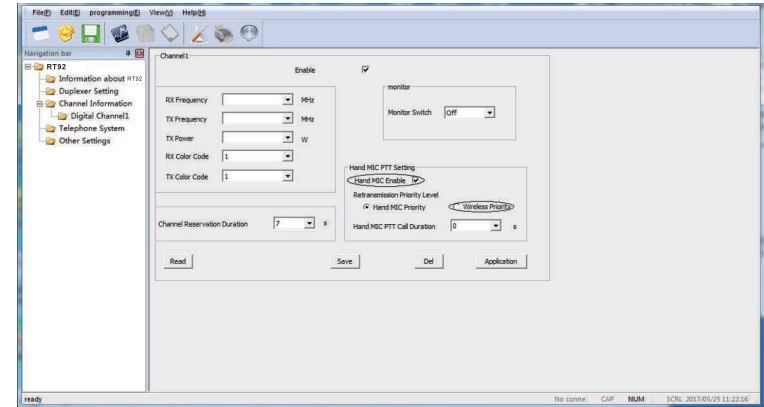 File(F) Edit(E) programming(E) View(V) Help(H)
Navigation bar
RT92
Information about RT92
Duplexer Setting
Channel Information
Digital Channel1
Telephone System
Other Settings
Channel1
Enable
RX Frequency MHz
TX Frequency MHz
TX Power W
RX Color Code 1
TX Color Code 1
monitor
Monitor Switch Off
Hand MIC PTT Setting
Hand MIC Enable
Retransmission Priority Level
Hand MIC Priority Wireless Priority
Hand MIC PTT Call Duration 0 s
Channel Reservation Duration 7 s
Read Save Del Application
ready No conne CAP NUM SCRL 2017/05/25 11:22:16